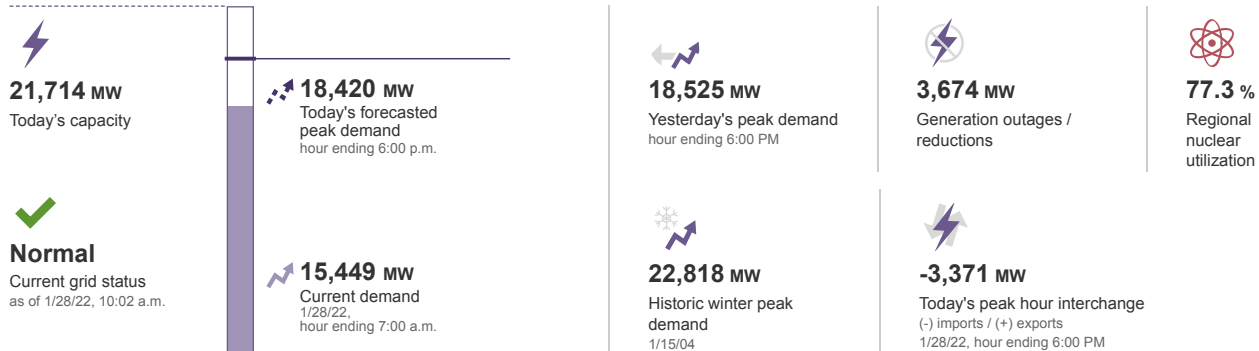 21,714 MW
Today's capacity
18,420 MW
Today's forecasted
peak demand
hour ending 6:00 p.m.
18,525 MW
Yesterday's peak demand
hour ending 6:00 PM
3,674 MW
Generation outages /
reductions
77.3 %
Regional
nuclear
utilization
Normal
Current grid status
as of 1/28/22, 10:02 a.m.
15,449 MW
Current demand
1/28/22,
hour ending 7:00 a.m.
22,818 MW
Historic winter peak
demand
1/15/04
-3,371 MW
Today's peak hour interchange
(-) imports / (+) exports
1/28/22, hour ending 6:00 PM